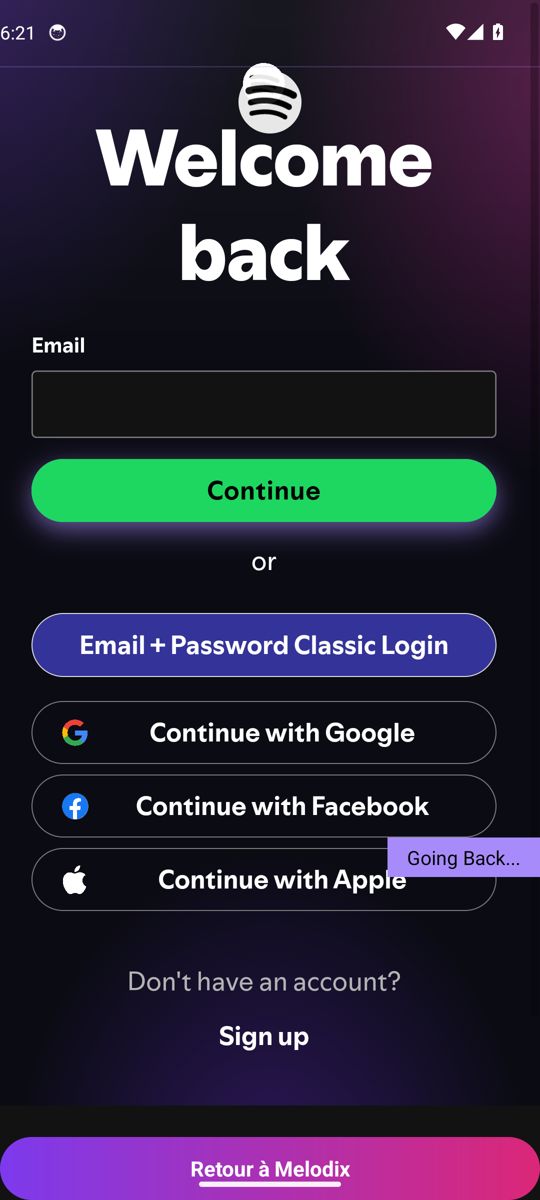 6:21
Welcome
back
Email
Continue
or
Email + Password Classic Login
Continue with Google
Continue with Facebook
Going Back...
Continue with Apple
Don't have an account?
Sign up
Retour à Melodix